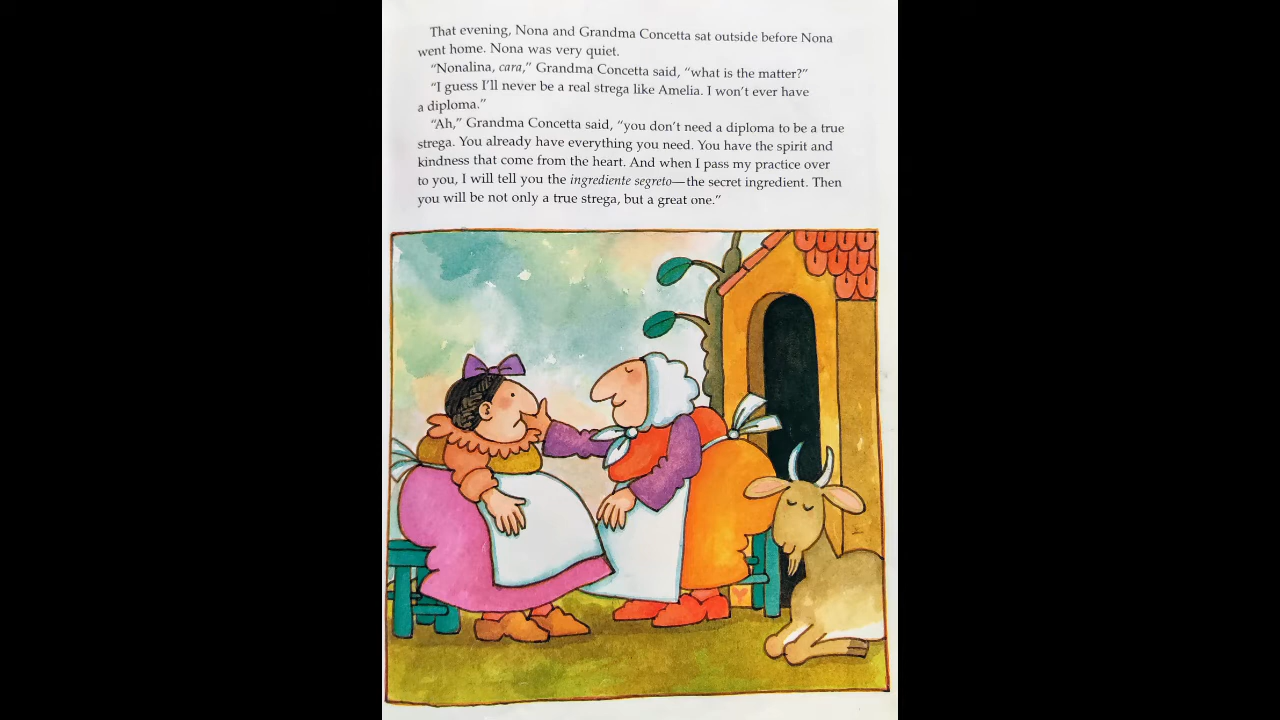 That evening, Nona and Grandma Concetta sat outside before Nona
went home. Nona was very quiet.
“Nonalina, cara,” Grandma Concetta said, “what is the matter?”
“I guess I’ll never be a real strega like Amelia. I won’t ever have
a diploma.”
“Ah,” Grandma Concetta said, “you don’t need a diploma to be a true
strega. You already have everything you need. You have the spirit and
kindness that come from the heart. And when I pass my practice over
to you, I will tell you the ingrediente segreto—the secret ingredient. Then
you will be not only a true strega, but a great one.”